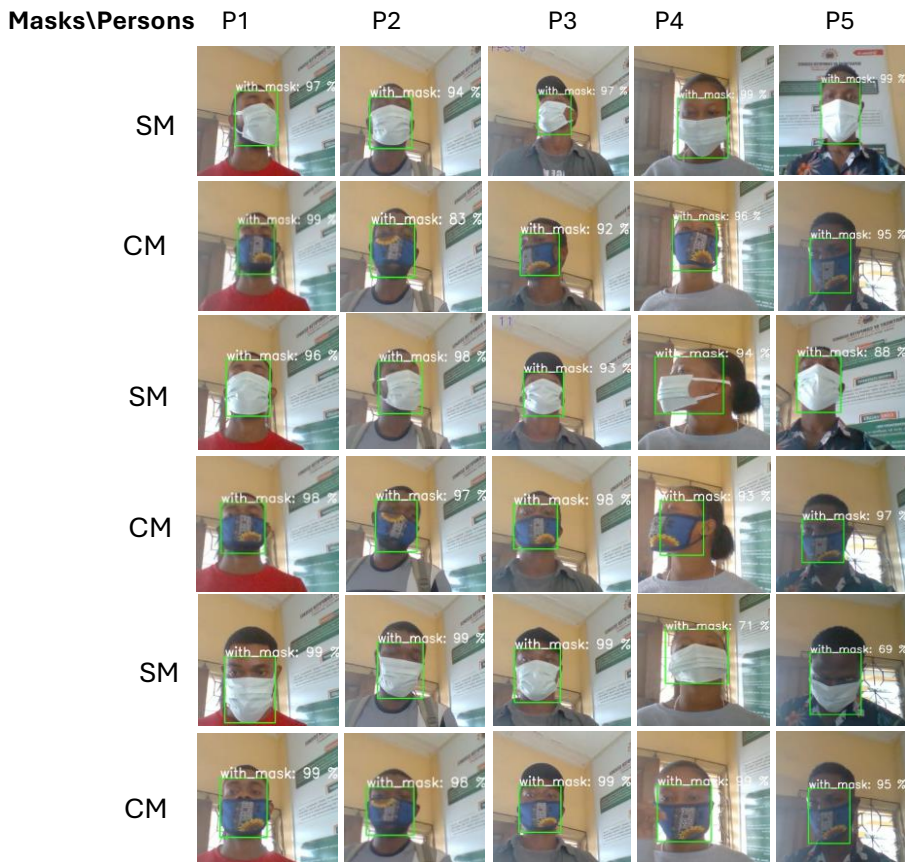 Masks\Persons P1 P2 P3 P4 P5
SM
with_mask: 97 % with_mask: 94 % with_mask: 97 % with_mask: 99 % with_mask: 99 %
CM
with_mask: 99 % with_mask: 83 % with_mask: 92 % with_mask: 96 % with_mask: 95 %
SM
with_mask: 96 % with_mask: 98 % with_mask: 93 % with_mask: 94 % with_mask: 88 %
CM
with_mask: 98 % with_mask: 97 % with_mask: 98 % with_mask: 93 % with_mask: 97 %
SM
with_mask: 99 % with_mask: 99 % with_mask: 99 % with_mask: 71 % with_mask: 69 %
CM
with_mask: 99 % with_mask: 98 % with_mask: 99 % with_mask: 99 % with_mask: 95 %